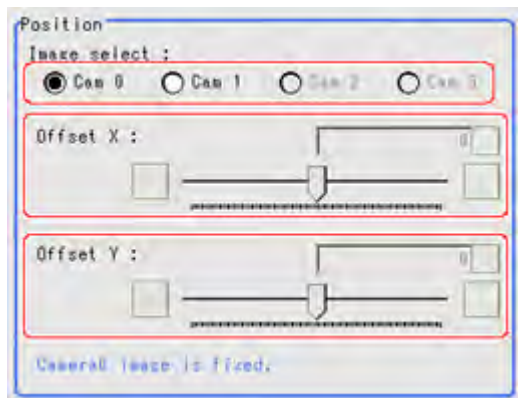 Position
Image select :
Cam 0 Cam 1 Cam 2 Cam 3
Offset X :
0
Offset Y :
0
Camera0 image is fixed.